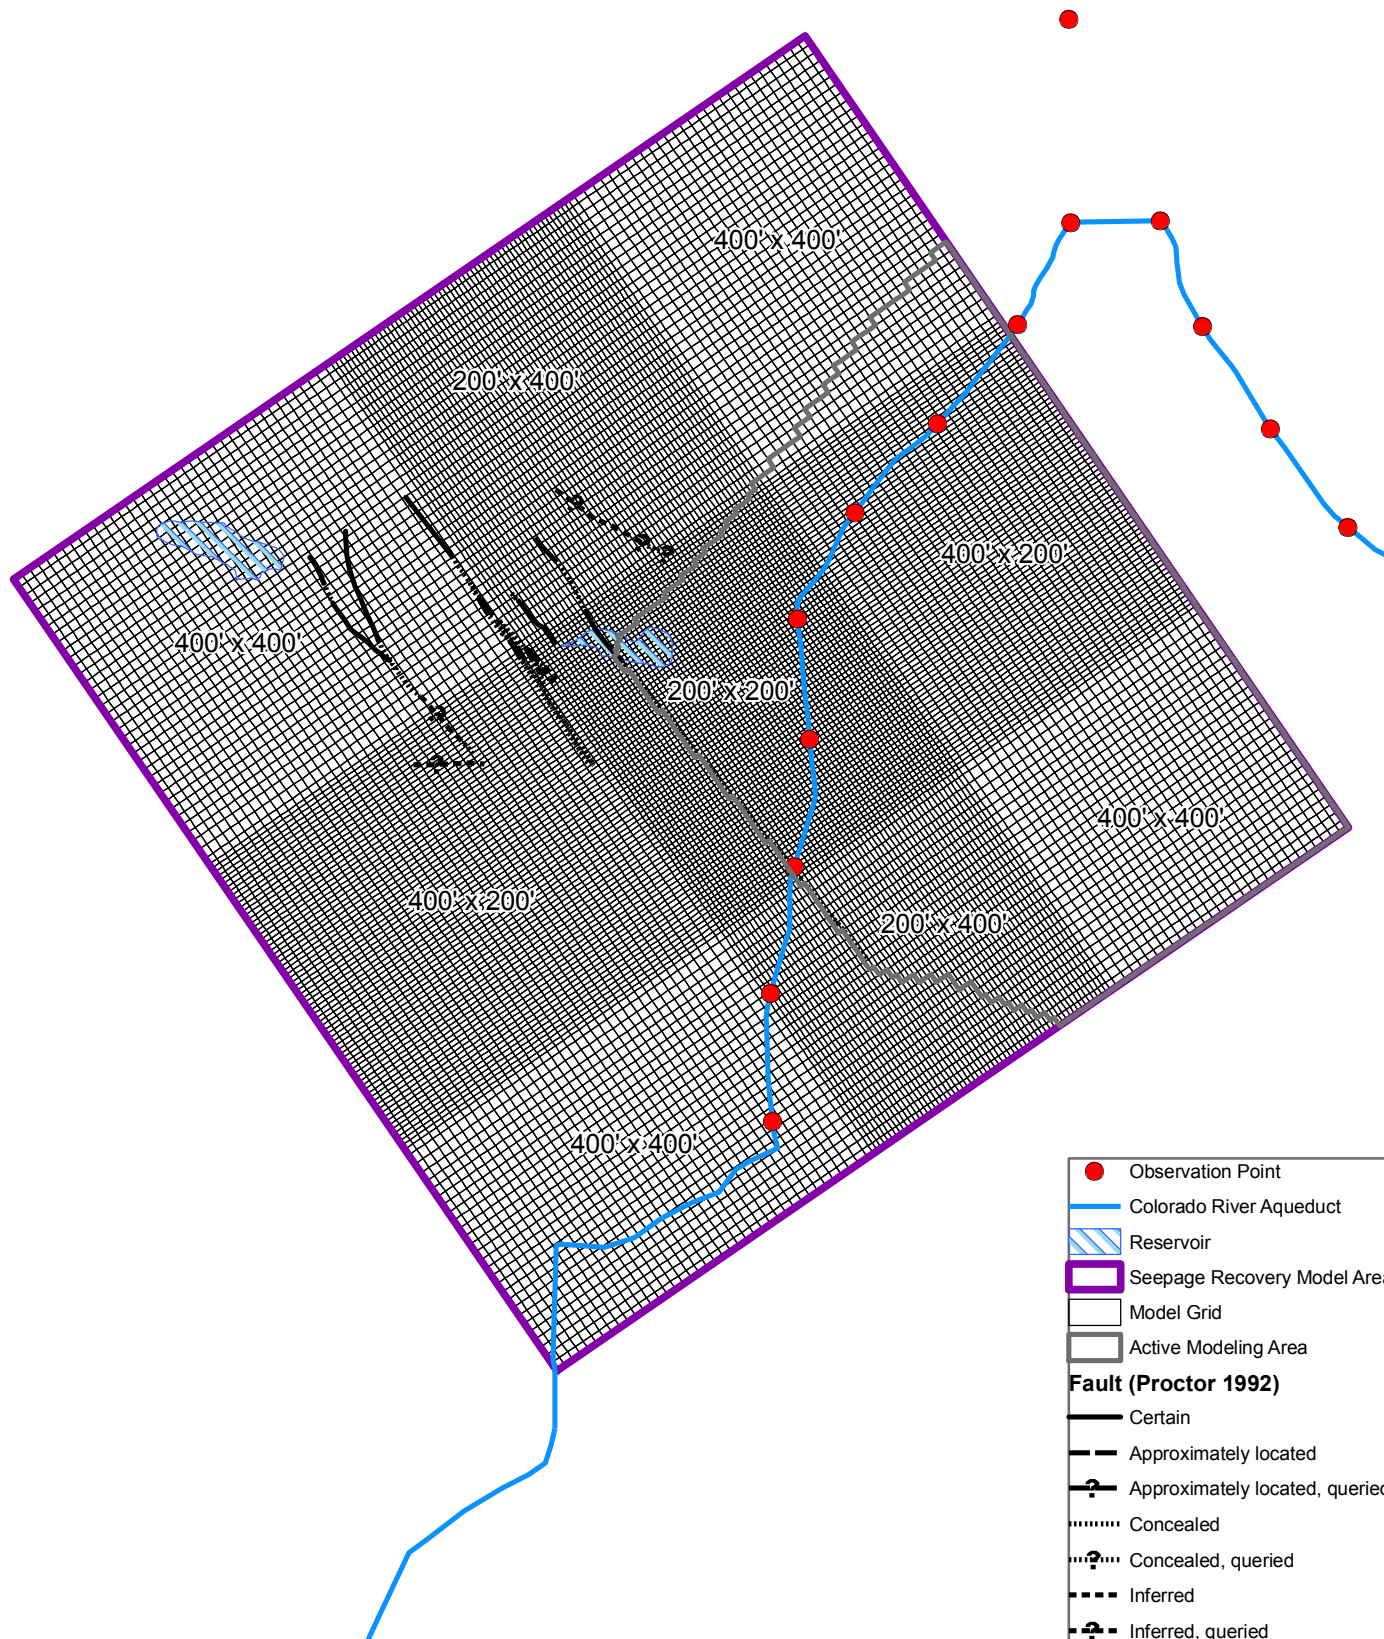 400' x 400'
200' x 400'
400' x 200'
400' x 400'
200' x 200'
400' x 400'
400' x 200'
200' x 400'
400' x 400'
Observation Point
Colorado River Aqueduct
Reservoir
Seepage Recovery Model Area
Model Grid
Active Modeling Area
Fault (Proctor 1992)
Certain
Approximately located
? Approximately located, queried
Concealed
? Concealed, queried
Inferred
? Inferred, queried